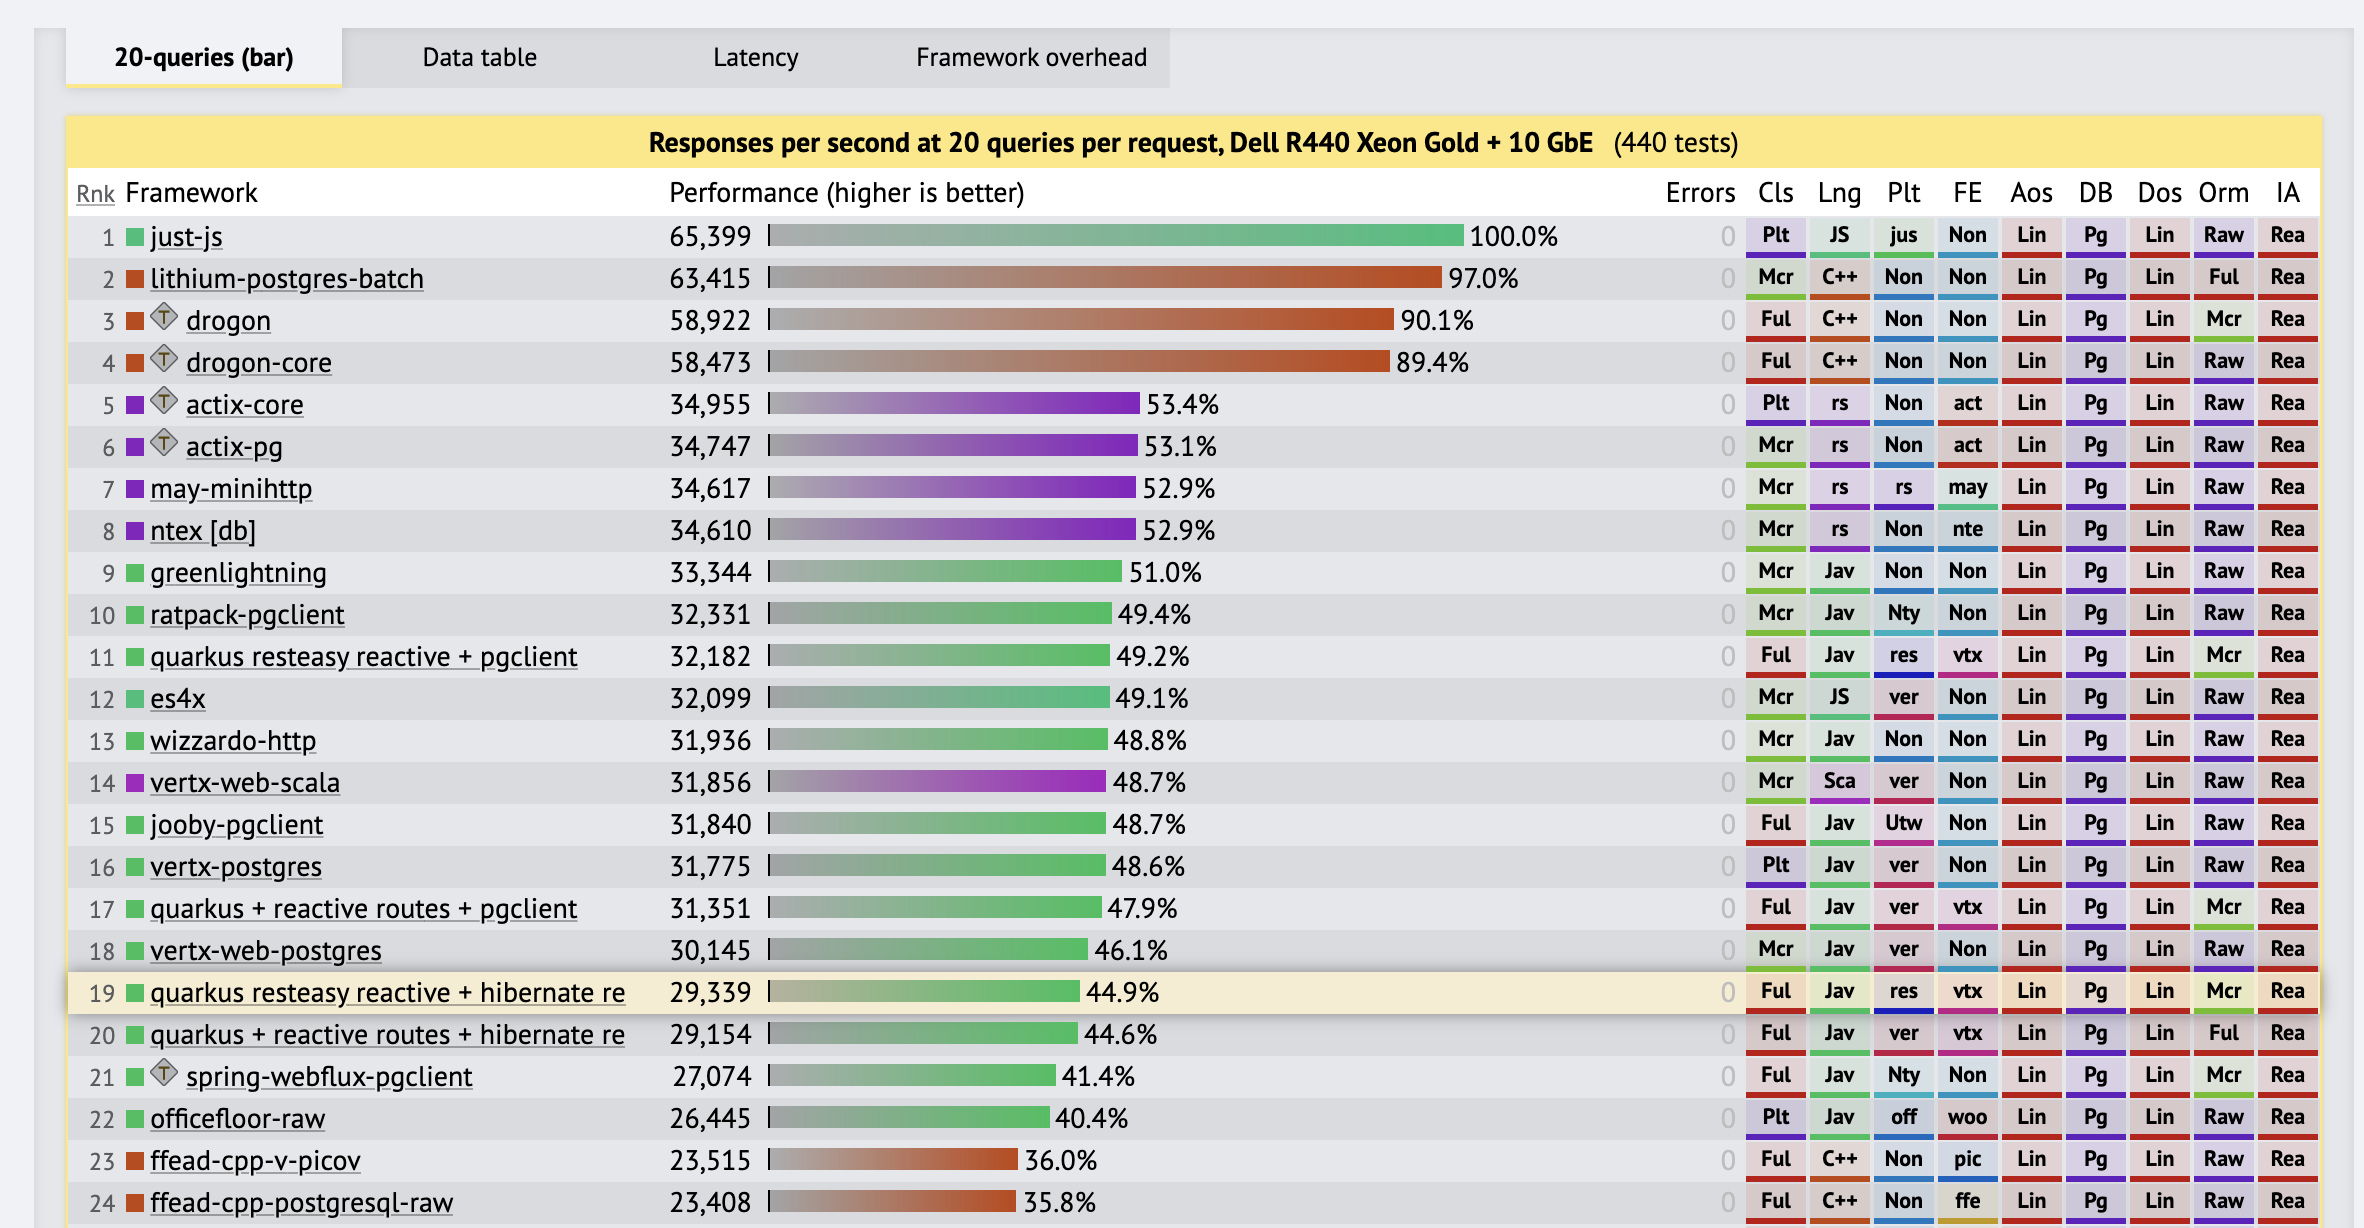 20-queries (bar) Data table Latency Framework overhead
Responses per second at 20 queries per request, Dell R440 Xeon Gold + 10 GbE (440 tests)
Rnk Framework Performance (higher is better) Errors Cls Lng Plt FE Aos DB Dos Orm IA
1 just-js 65,399 100.0% 0 Plt JS jus Non Lin Pg Lin Raw Rea
2 lithium-postgres-batch 63,415 97.0% 0 Mcr C++ Non Non Lin Pg Lin Ful Rea
3 T drogon 58,922 90.1% 0 Ful C++ Non Non Lin Pg Lin Mcr Rea
4 T drogon-core 58,473 89.4% 0 Ful C++ Non Non Lin Pg Lin Raw Rea
5 T actix-core 34,955 53.4% 0 Plt rs Non act Lin Pg Lin Raw Rea
6 T actix-pg 34,747 53.1% 0 Mcr rs Non act Lin Pg Lin Raw Rea
7 may-minihttp 34,617 52.9% 0 Mcr rs rs may Lin Pg Lin Raw Rea
8 ntex [db] 34,610 52.9% 0 Mcr rs Non nte Lin Pg Lin Raw Rea
9 greenlightning 33,344 51.0% 0 Mcr Jav Non Non Lin Pg Lin Raw Rea
10 ratpack-pgclient 32,331 49.4% 0 Mcr Jav Nty Non Lin Pg Lin Raw Rea
11 quarkus resteasy reactive + pgclient 32,182 49.2% 0 Ful Jav res vtx Lin Pg Lin Mcr Rea
12 es4x 32,099 49.1% 0 Mcr JS ver Non Lin Pg Lin Raw Rea
13 wizzardo-http 31,936 48.8% 0 Mcr Jav Non Non Lin Pg Lin Raw Rea
14 vertx-web-scala 31,856 48.7% 0 Mcr Sca ver Non Lin Pg Lin Raw Rea
15 jooby-pgclient 31,840 48.7% 0 Ful Jav Utw Non Lin Pg Lin Raw Rea
16 vertx-postgres 31,775 48.6% 0 Plt Jav ver Non Lin Pg Lin Raw Rea
17 quarkus + reactive routes + pgclient 31,351 47.9% 0 Ful Jav ver vtx Lin Pg Lin Mcr Rea
18 vertx-web-postgres 30,145 46.1% 0 Mcr Jav ver Non Lin Pg Lin Raw Rea
19 quarkus resteasy reactive + hibernate re 29,339 44.9% 0 Ful Jav res vtx Lin Pg Lin Mcr Rea
20 quarkus + reactive routes + hibernate re 29,154 44.6% 0 Ful Jav ver vtx Lin Pg Lin Ful Rea
21 T spring-webflux-pgclient 27,074 41.4% 0 Ful Jav Nty Non Lin Pg Lin Mcr Rea
22 officefloor-raw 26,445 40.4% 0 Plt Jav off woo Lin Pg Lin Raw Rea
23 ffead-cpp-v-picov 23,515 36.0% 0 Ful C++ Non pic Lin Pg Lin Raw Rea
24 ffead-cpp-postgresql-raw 23,408 35.8% 0 Ful C++ Non ffe Lin Pg Lin Raw Rea